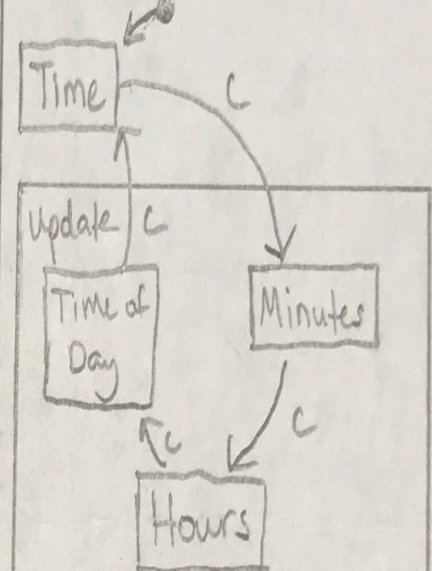 Time
C
Update
C
Time of
Day
Minutes
C
C
Hours